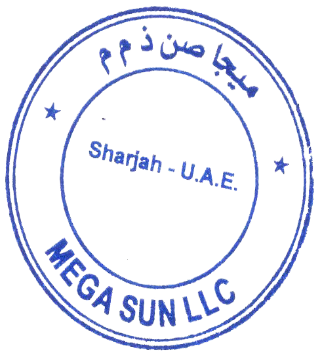 ميجا صن ذ م م
Sharjah - U.A.E.
MEGA SUN LLC